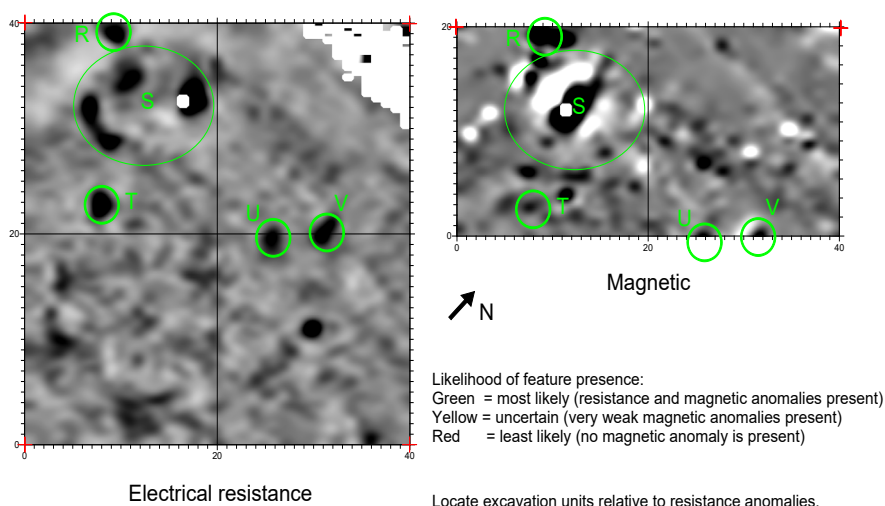 40
R
S
T
U
V
20
0
0
20
40
Electrical resistance
20
R
S
T
U
V
0
0
20
40
Magnetic
N
Likelihood of feature presence:
Green = most likely (resistance and magnetic anomalies present)
Yellow = uncertain (very weak magnetic anomalies present)
Red = least likely (no magnetic anomaly is present)
Locate excavation units relative to resistance anomalies.